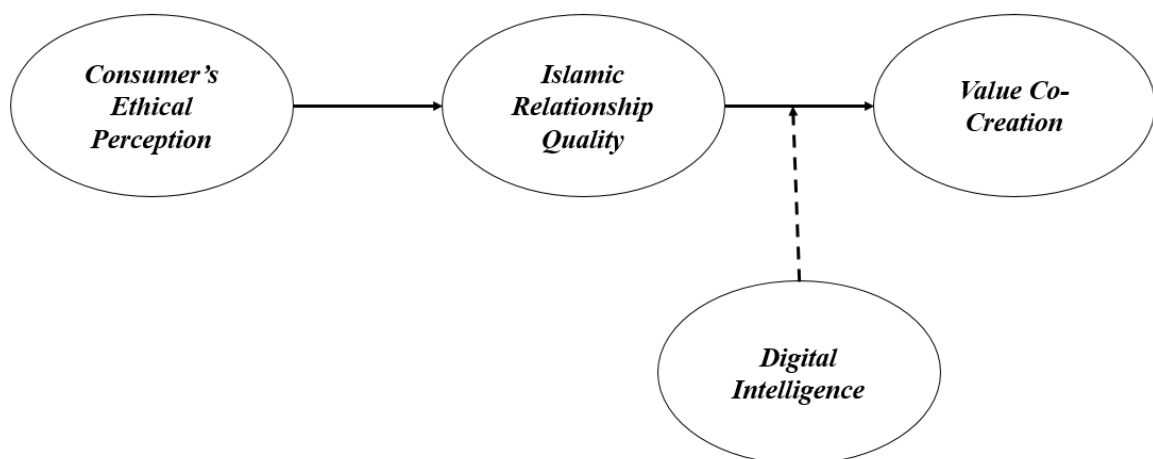 Consumer's
Ethical
Perception
Islamic
Relationship
Quality
Value Co-
Creation
Digital
Intelligence